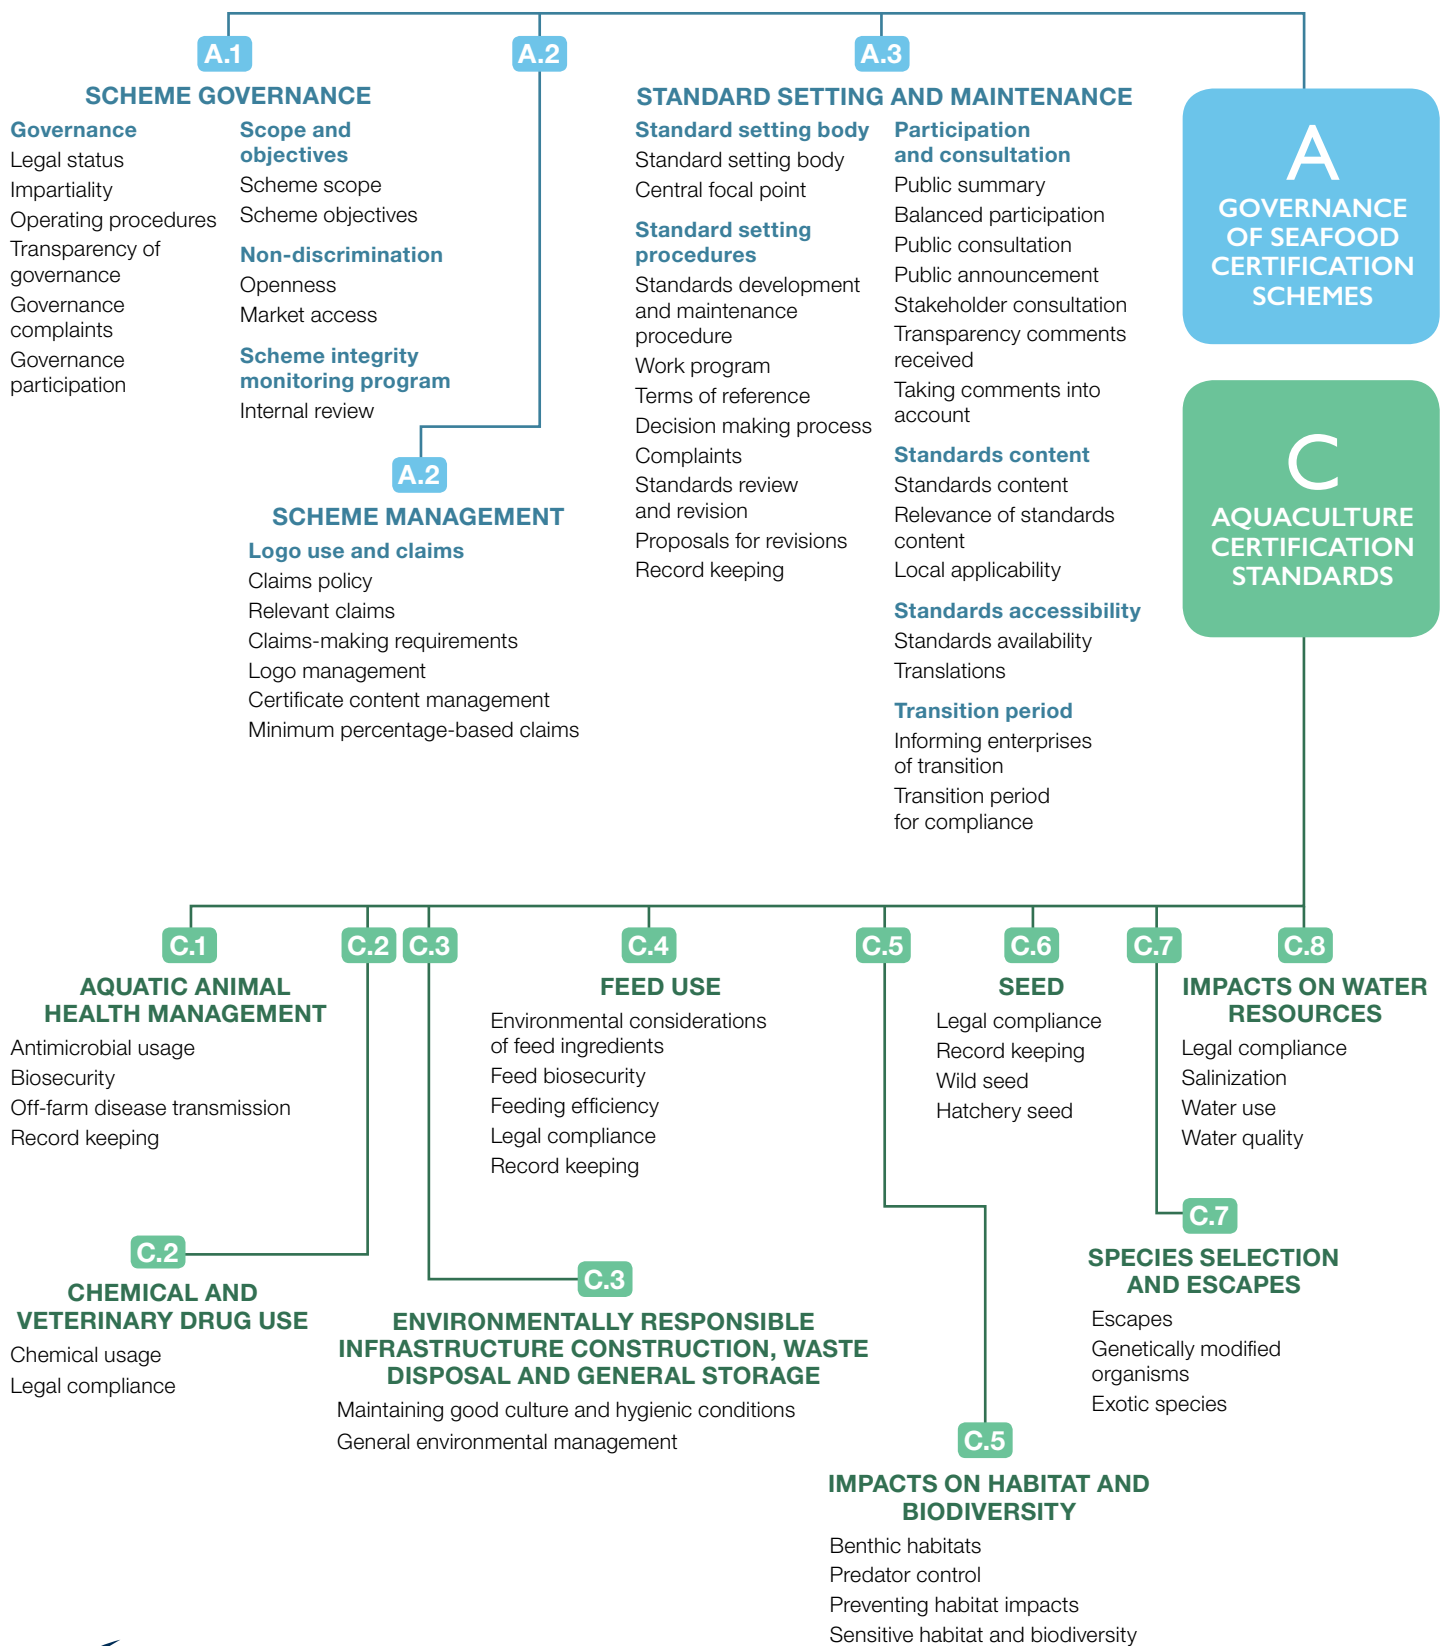 A.1
A.2
A.3
SCHEME GOVERNANCE
Governance
Legal status
Impartiality
Operating procedures
Transparency of
governance
Governance
complaints
Governance
participation
Scope and
objectives
Scheme scope
Scheme objectives
Non-discrimination
Openness
Market access
Scheme integrity
monitoring program
Internal review
A.2
SCHEME MANAGEMENT
Logo use and claims
Claims policy
Relevant claims
Claims-making requirements
Logo management
Certificate content management
Minimum percentage-based claims
STANDARD SETTING AND MAINTENANCE
Standard setting body
Standard setting body
Central focal point
Standard setting
procedures
Standards development
and maintenance
procedure
Work program
Terms of reference
Decision making process
Complaints
Standards review
and revision
Proposals for revisions
Record keeping
Participation
and consultation
Public summary
Balanced participation
Public consultation
Public announcement
Stakeholder consultation
Transparency comments
received
Taking comments into
account
Standards content
Standards content
Relevance of standards
content
Local applicability
Standards accessibility
Standards availability
Translations
Transition period
Informing enterprises
of transition
Transition period
for compliance
A
GOVERNANCE
OF SEAFOOD
CERTIFICATION
SCHEMES
C
AQUACULTURE
CERTIFICATION
STANDARDS
C.1
C.2
C.3
C.4
C.5
C.6
C.7
C.8
AQUATIC ANIMAL
HEALTH MANAGEMENT
Antimicrobial usage
Biosecurity
Off-farm disease transmission
Record keeping
FEED USE
Environmental considerations
of feed ingredients
Feed biosecurity
Feeding efficiency
Legal compliance
Record keeping
SEED
Legal compliance
Record keeping
Wild seed
Hatchery seed
IMPACTS ON WATER
RESOURCES
Legal compliance
Salinization
Water use
Water quality
C.2
CHEMICAL AND
VETERINARY DRUG USE
Chemical usage
Legal compliance
C.3
ENVIRONMENTALLY RESPONSIBLE
INFRASTRUCTURE CONSTRUCTION, WASTE
DISPOSAL AND GENERAL STORAGE
Maintaining good culture and hygienic conditions
General environmental management
C.7
SPECIES SELECTION
AND ESCAPES
Escapes
Genetically modified
organisms
Exotic species
C.5
IMPACTS ON HABITAT AND
BIODIVERSITY
Benthic habitats
Predator control
Preventing habitat impacts
Sensitive habitat and biodiversity